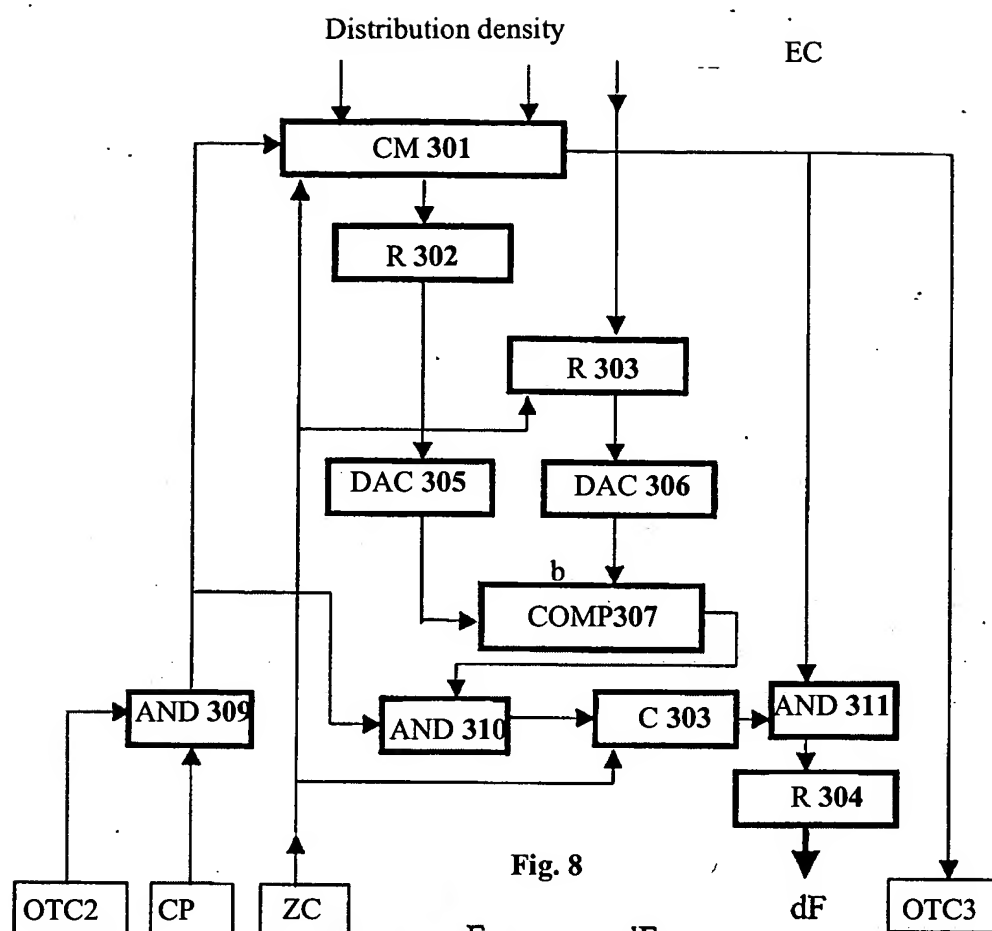 Distribution density
EC
CM 301
R 302
R 303
DAC 305
DAC 306
b
COMP307
AND 309
AND 310
C 303
AND 311
R 304
Fig. 8
OTC2
CP
ZC
dF
OTC3